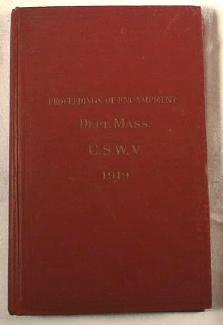 PROCEEDINGS OF ENCAMPMENT
DEPT. MASS.
U.S.W.V.
1919